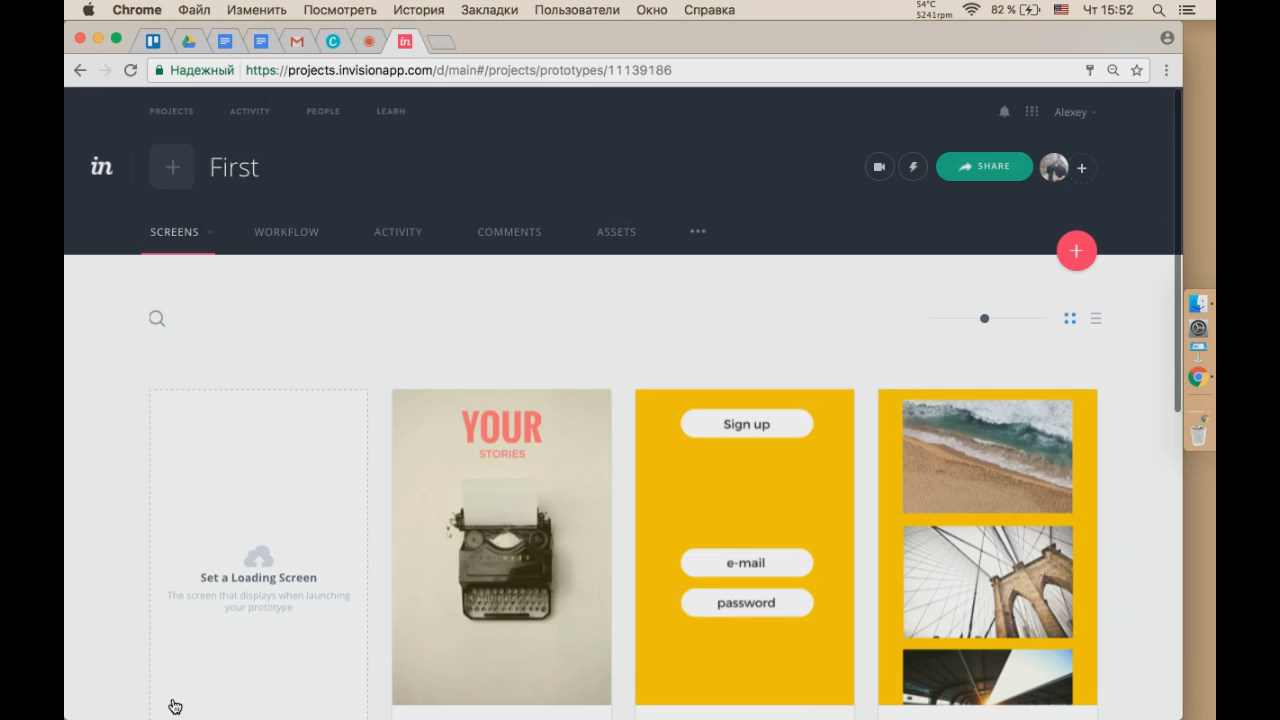 Chrome Файл Изменить Посмотреть История Закладки Пользователи Окно Справка 54°C 5241rpm 82 % Чт 15:52
C in
Надежный https://projects.invisionapp.com/d/main#/projects/prototypes/11139186
PROJECTS ACTIVITY PEOPLE LEARN Alexey
in First SHARE
SCREENS WORKFLOW ACTIVITY COMMENTS ASSETS
Set a Loading Screen
The screen that displays when launching
your prototype
YOUR
STORIES
Sign up
e-mail
password